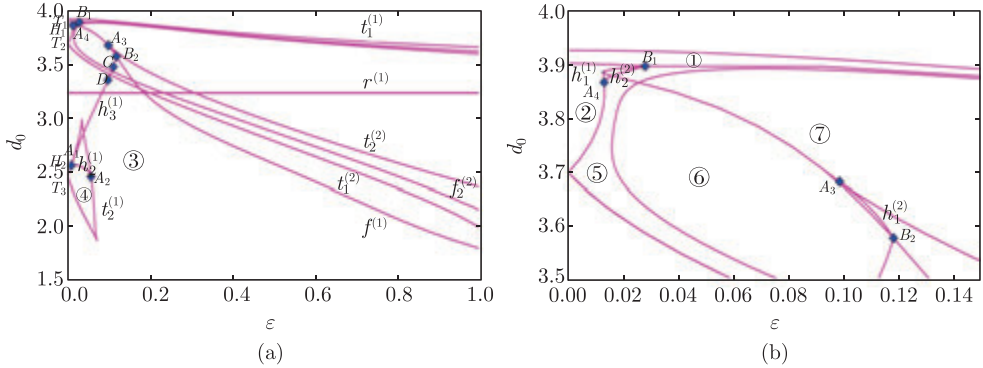 4.0
3.5
3.0
2.5
2.0
1.5
d₀
H₁
T₂
H₂
T₃
B₁
A₄
A₃
B₂
C
D
A₁
A₂
t₁⁽¹⁾
r⁽¹⁾
h₃⁽¹⁾
h₂⁽¹⁾
③
④
t₂⁽¹⁾
t₂⁽²⁾
t₁⁽²⁾
f₂⁽²⁾
f⁽¹⁾
0.0 0.2 0.4 0.6 0.8 1.0
ε
(a)
4.0
3.9
3.8
3.7
3.6
3.5
d₀
B₁
①
h₁⁽¹⁾
h₂⁽²⁾
A₄
②
⑦
⑤
⑥
A₃
h₁⁽²⁾
B₂
0.00 0.02 0.04 0.06 0.08 0.10 0.12 0.14
ε
(b)